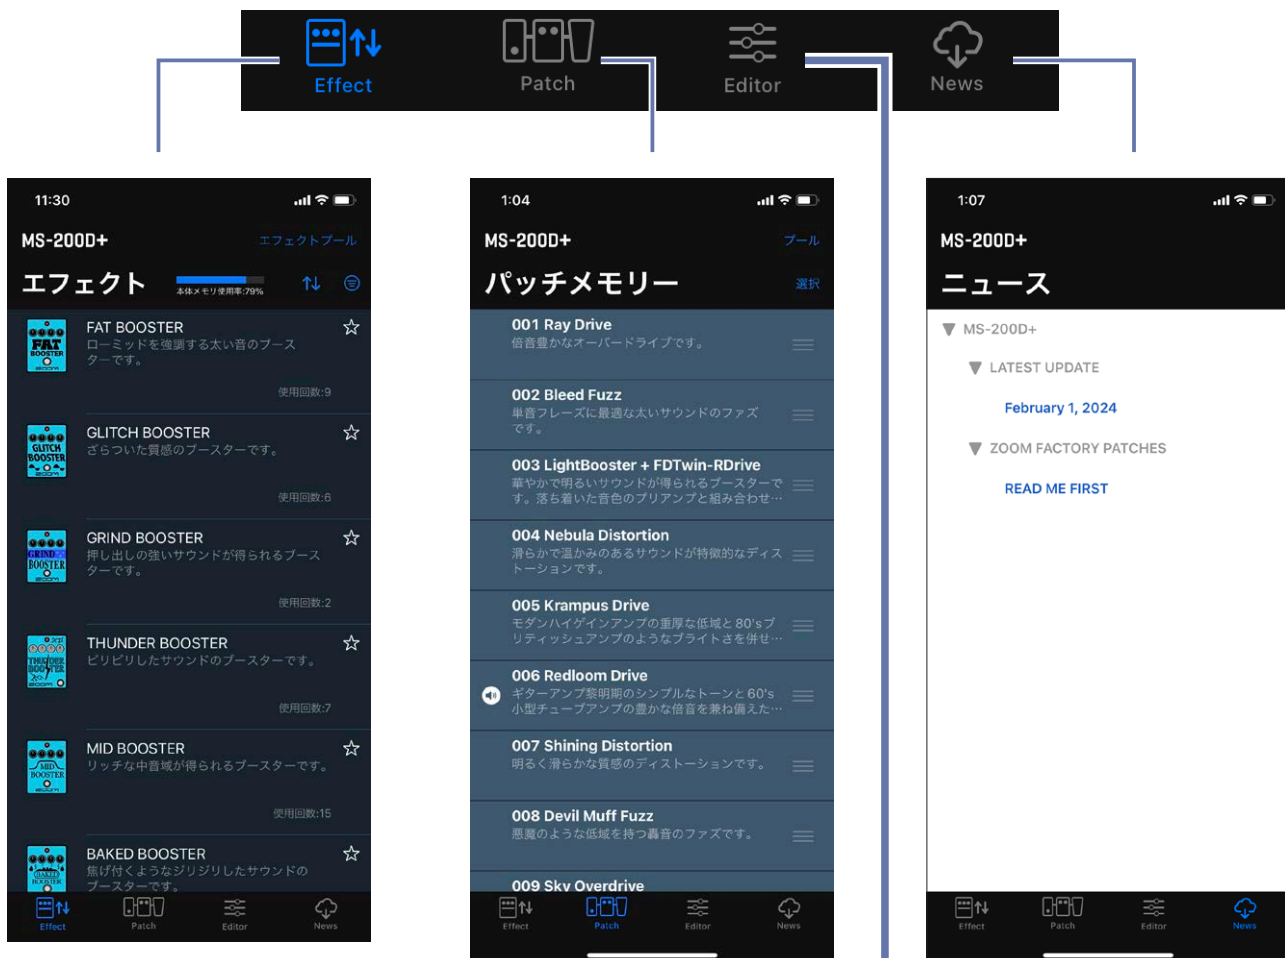 Effect
Patch
Editor
News
11:30
MS-200D+
エフェクトプール
エフェクト
本体メモリ使用率:79%
FAT BOOSTER
ローミッドを強調する太い音のブース
ターです。
使用回数:9
FAT
BOOSTER
ZOOM
GLITCH BOOSTER
ざらついた質感のブースターです。
使用回数:6
GLITCH
BOOSTER
ZOOM
GRIND BOOSTER
押し出しの強いサウンドが得られるブース
ターです。
使用回数:2
GRIND
BOOSTER
ZOOM
THUNDER BOOSTER
ビリビリしたサウンドのブースターです。
使用回数:7
THUNDER
BOOSTER
ZOOM
MID BOOSTER
リッチな中音域が得られるブースターです。
使用回数:15
MID
BOOSTER
ZOOM
BAKED BOOSTER
焦げ付くようなジリジリしたサウンドの
ブースターです。
BAKED
BOOSTER
Effect
Patch
Editor
News
1:04
MS-200D+
プール
パッチメモリー
選択
001 Ray Drive
倍音豊かなオーバードライブです。
002 Bleed Fuzz
単音フレーズに最適な太いサウンドのファズ
です。
003 LightBooster + FDTwin-RDrive
華やかで明るいサウンドが得られるブースターで
す。落ち着いた音色のプリアンプと組み合わせ…
004 Nebula Distortion
滑らかで温かみのあるサウンドが特徴的なディス
トーションです。
005 Krampus Drive
モダンハイゲインアンプの重厚な低域と80'sブ
リティッシュアンプのようなブライトさを併せ…
006 Redloom Drive
ギターアンプ黎明期のシンプルなトーンと60's
小型チューブアンプの豊かな倍音を兼ね備えた…
007 Shining Distortion
明るく滑らかな質感のディストーションです。
008 Devil Muff Fuzz
悪魔のような低域を持つ轟音のファズです。
009 Sky Overdrive
Effect
Patch
Editor
News
1:07
MS-200D+
ニュース
MS-200D+
LATEST UPDATE
February 1, 2024
ZOOM FACTORY PATCHES
READ ME FIRST
Effect
Patch
Editor
News